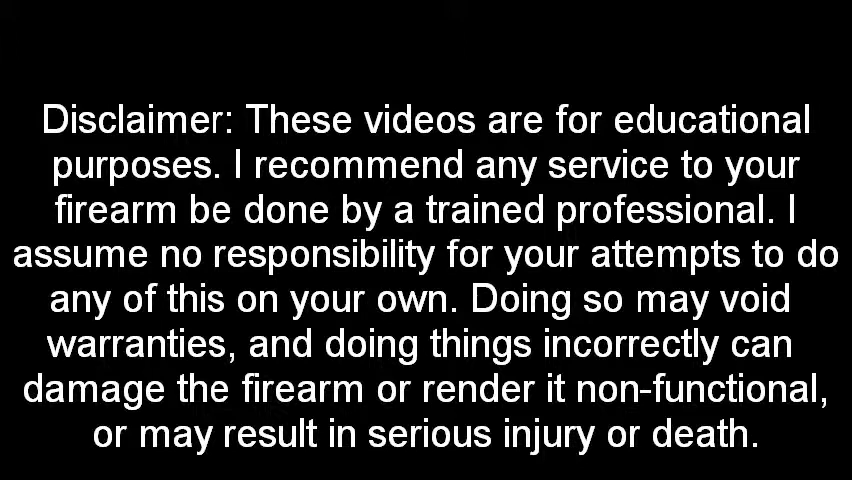 Disclaimer: These videos are for educational
purposes. I recommend any service to your
firearm be done by a trained professional. I
assume no responsibility for your attempts to do
any of this on your own. Doing so may void
warranties, and doing things incorrectly can
damage the firearm or render it non-functional,
or may result in serious injury or death.